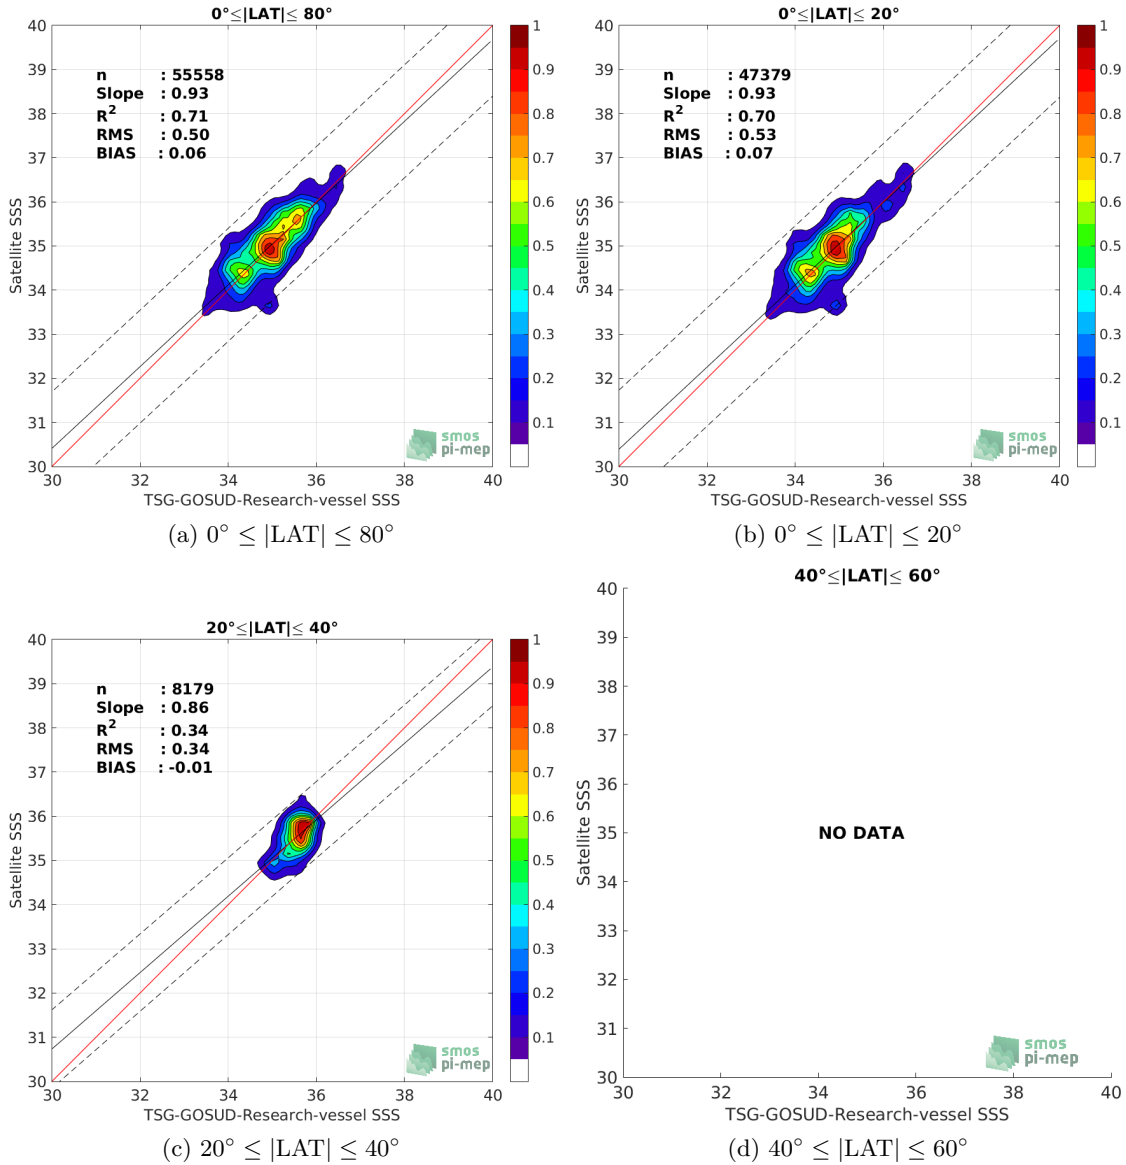 0°≤|LAT|≤ 80°
40
39
38
37
36
35
34
33
32
31
30
n : 55558
Slope : 0.93
R² : 0.71
RMS : 0.50
BIAS : 0.06
Satellite SSS
30 32 34 36 38 40
TSG-GOSUD-Research-vessel SSS
1
0.9
0.8
0.7
0.6
0.5
0.4
0.3
0.2
0.1
smos
pi-mep
(a) 0° ≤ |LAT| ≤ 80°
0°≤|LAT|≤ 20°
40
39
38
37
36
35
34
33
32
31
30
n : 47379
Slope : 0.93
R² : 0.70
RMS : 0.53
BIAS : 0.07
Satellite SSS
30 32 34 36 38 40
TSG-GOSUD-Research-vessel SSS
1
0.9
0.8
0.7
0.6
0.5
0.4
0.3
0.2
0.1
smos
pi-mep
(b) 0° ≤ |LAT| ≤ 20°
20°≤|LAT|≤ 40°
40
39
38
37
36
35
34
33
32
31
30
n : 8179
Slope : 0.86
R² : 0.34
RMS : 0.34
BIAS : -0.01
Satellite SSS
30 32 34 36 38 40
TSG-GOSUD-Research-vessel SSS
1
0.9
0.8
0.7
0.6
0.5
0.4
0.3
0.2
0.1
smos
pi-mep
(c) 20° ≤ |LAT| ≤ 40°
40°≤|LAT|≤ 60°
40
39
38
37
36
35
34
33
32
31
30
NO DATA
Satellite SSS
30 32 34 36 38 40
TSG-GOSUD-Research-vessel SSS
smos
pi-mep
(d) 40° ≤ |LAT| ≤ 60°